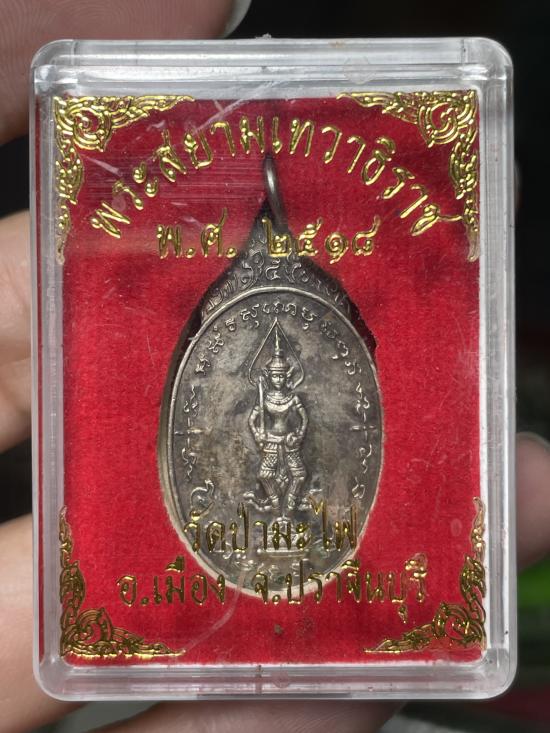 พระสยามเทวาธิราช
พ.ศ. ๒๕๑๘
วัดป่ามะไฟ
อ.เมือง จ.ปราจีนบุรี